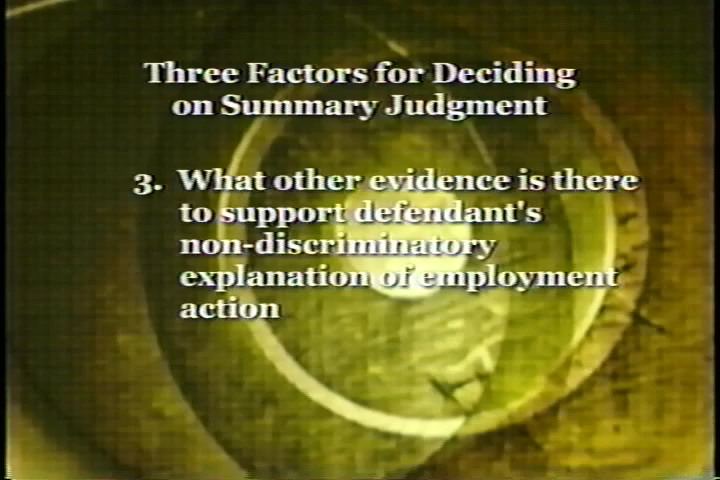 Three Factors for Deciding
on Summary Judgment
3. What other evidence is there
to support defendant's
non-discriminatory
explanation of employment
action